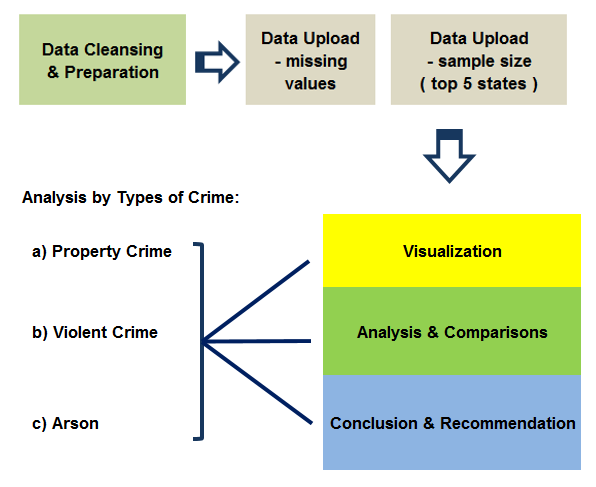 Data Cleansing
& Preparation
Data Upload
- missing
values
Data Upload
- sample size
( top 5 states )
Analysis by Types of Crime:
a) Property Crime
b) Violent Crime
c) Arson
Visualization
Analysis & Comparisons
Conclusion & Recommendation